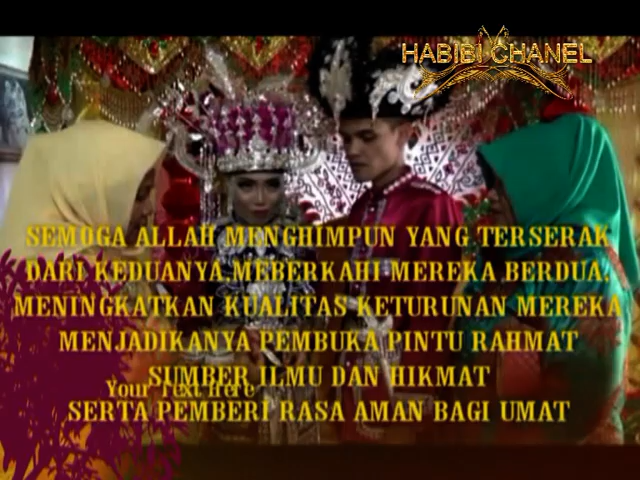 HABIBI CHANEL
SEMOGA ALLAH MENGHIMPUN YANG TERSERAK
DARI KEDUANYA,MEBERKAHI MEREKA BERDUA,
MENINGKATKAN KUALITAS KETURUNAN MEREKA
MENJADIKANYA PEMBUKA PINTU RAHMAT
SUMBER ILMU DAN HIKMAT
Your Text Here
SERTA PEMBERI RASA AMAN BAGI UMAT